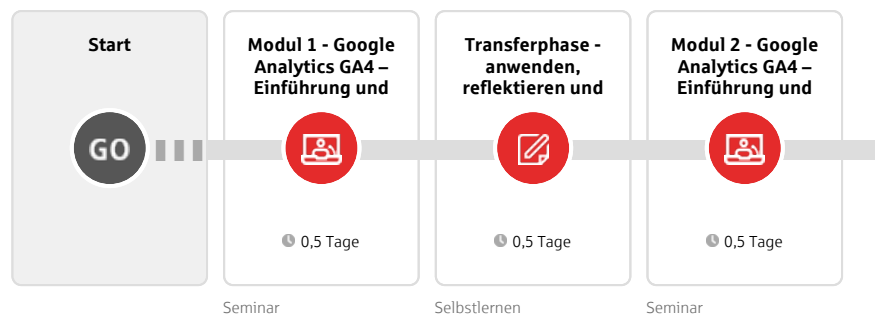 Start
GO
Modul 1 - Google
Analytics GA4 –
Einführung und
0,5 Tage
Seminar
Transferphase -
anwenden,
reflektieren und
0,5 Tage
Selbstlernen
Modul 2 - Google
Analytics GA4 –
Einführung und
0,5 Tage
Seminar